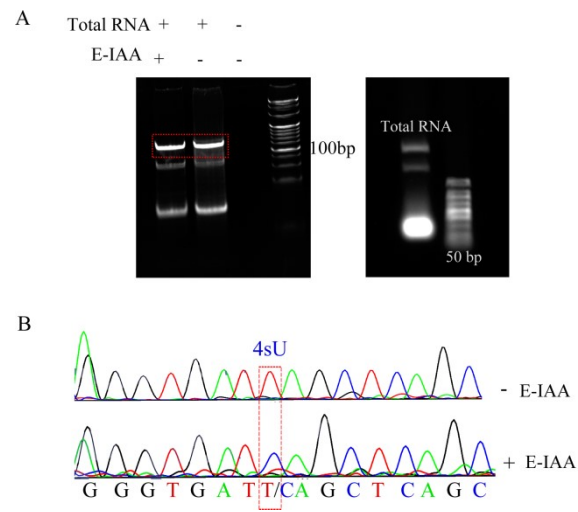 A
Total RNA + + -
E-IAA + - -
100bp
Total RNA
50 bp
B
4sU
- E-IAA
+ E-IAA
G G G T G A T T/C A G C T C A G C